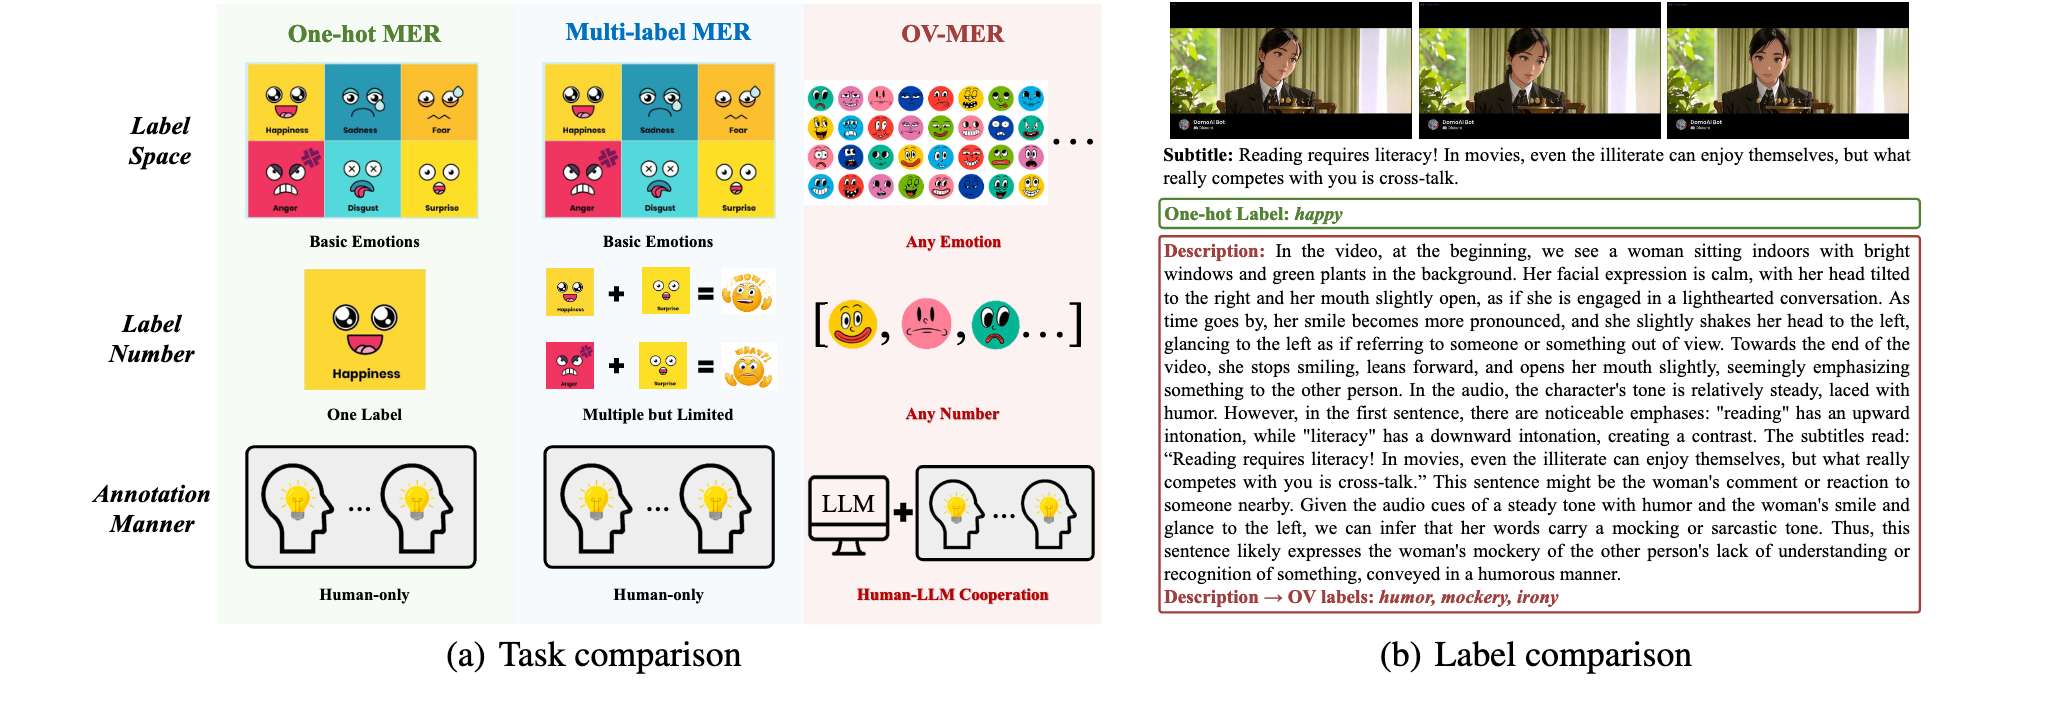 One-hot MER
Multi-label MER
OV-MER
Label
Space
Happiness
Sadness
Fear
Anger
Disgust
Surprise
Happiness
Sadness
Fear
Anger
Disgust
Surprise
...
Basic Emotions
Basic Emotions
Any Emotion
Label
Number
Happiness
Happiness + Surprise = WOW!
Anger + Surprise = WHAT?!
[ , , ... ]
One Label
Multiple but Limited
Any Number
Annotation
Manner
...
...
LLM + ...
Human-only
Human-only
Human-LLM Cooperation
(a) Task comparison
DomoAI Bot
Discord
DomoAI Bot
Discord
DomoAI Bot
Discord
Subtitle: Reading requires literacy! In movies, even the illiterate can enjoy themselves, but what
really competes with you is cross-talk.
One-hot Label: happy
Description: In the video, at the beginning, we see a woman sitting indoors with bright
windows and green plants in the background. Her facial expression is calm, with her head tilted
to the right and her mouth slightly open, as if she is engaged in a lighthearted conversation. As
time goes by, her smile becomes more pronounced, and she slightly shakes her head to the left,
glancing to the left as if referring to someone or something out of view. Towards the end of the
video, she stops smiling, leans forward, and opens her mouth slightly, seemingly emphasizing
something to the other person. In the audio, the character's tone is relatively steady, laced with
humor. However, in the first sentence, there are noticeable emphases: "reading" has an upward
intonation, while "literacy" has a downward intonation, creating a contrast. The subtitles read:
“Reading requires literacy! In movies, even the illiterate can enjoy themselves, but what really
competes with you is cross-talk.” This sentence might be the woman's comment or reaction to
someone nearby. Given the audio cues of a steady tone with humor and the woman's smile and
glance to the left, we can infer that her words carry a mocking or sarcastic tone. Thus, this
sentence likely expresses the woman's mockery of the other person's lack of understanding or
recognition of something, conveyed in a humorous manner.
Description → OV labels: humor, mockery, irony
(b) Label comparison